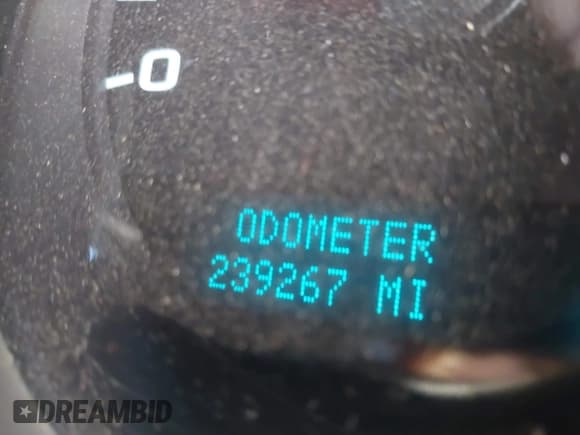 -0
ODOMETER
239267 MI
DREAMBID